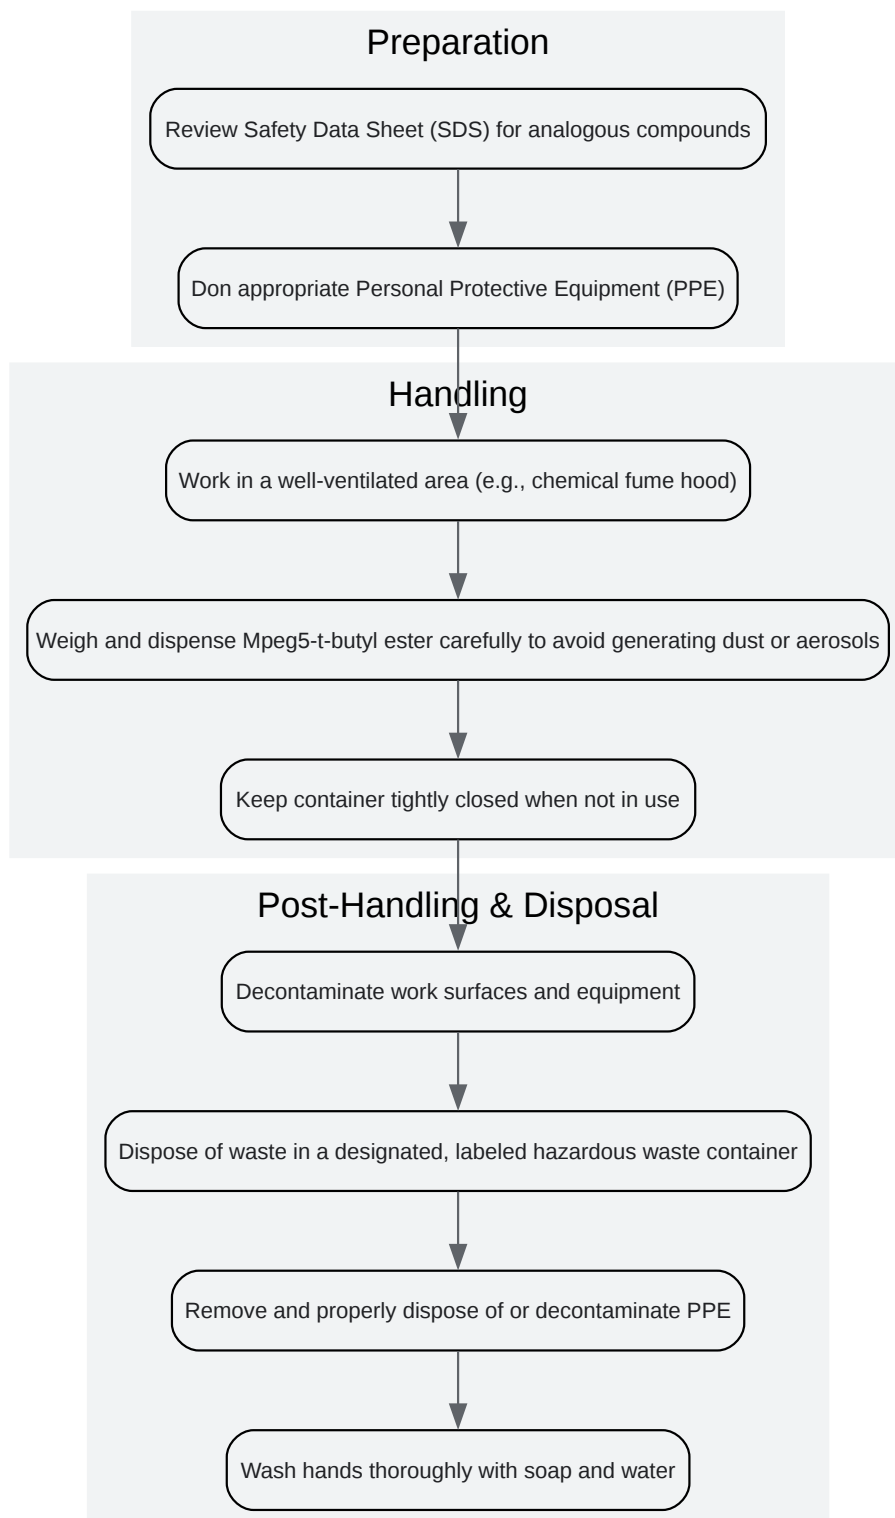 Preparation
Review Safety Data Sheet (SDS) for analogous compounds
Don appropriate Personal Protective Equipment (PPE)
Handling
Work in a well-ventilated area (e.g., chemical fume hood)
Weigh and dispense Mpeg5-t-butyl ester carefully to avoid generating dust or aerosols
Keep container tightly closed when not in use
Post-Handling & Disposal
Decontaminate work surfaces and equipment
Dispose of waste in a designated, labeled hazardous waste container
Remove and properly dispose of or decontaminate PPE
Wash hands thoroughly with soap and water